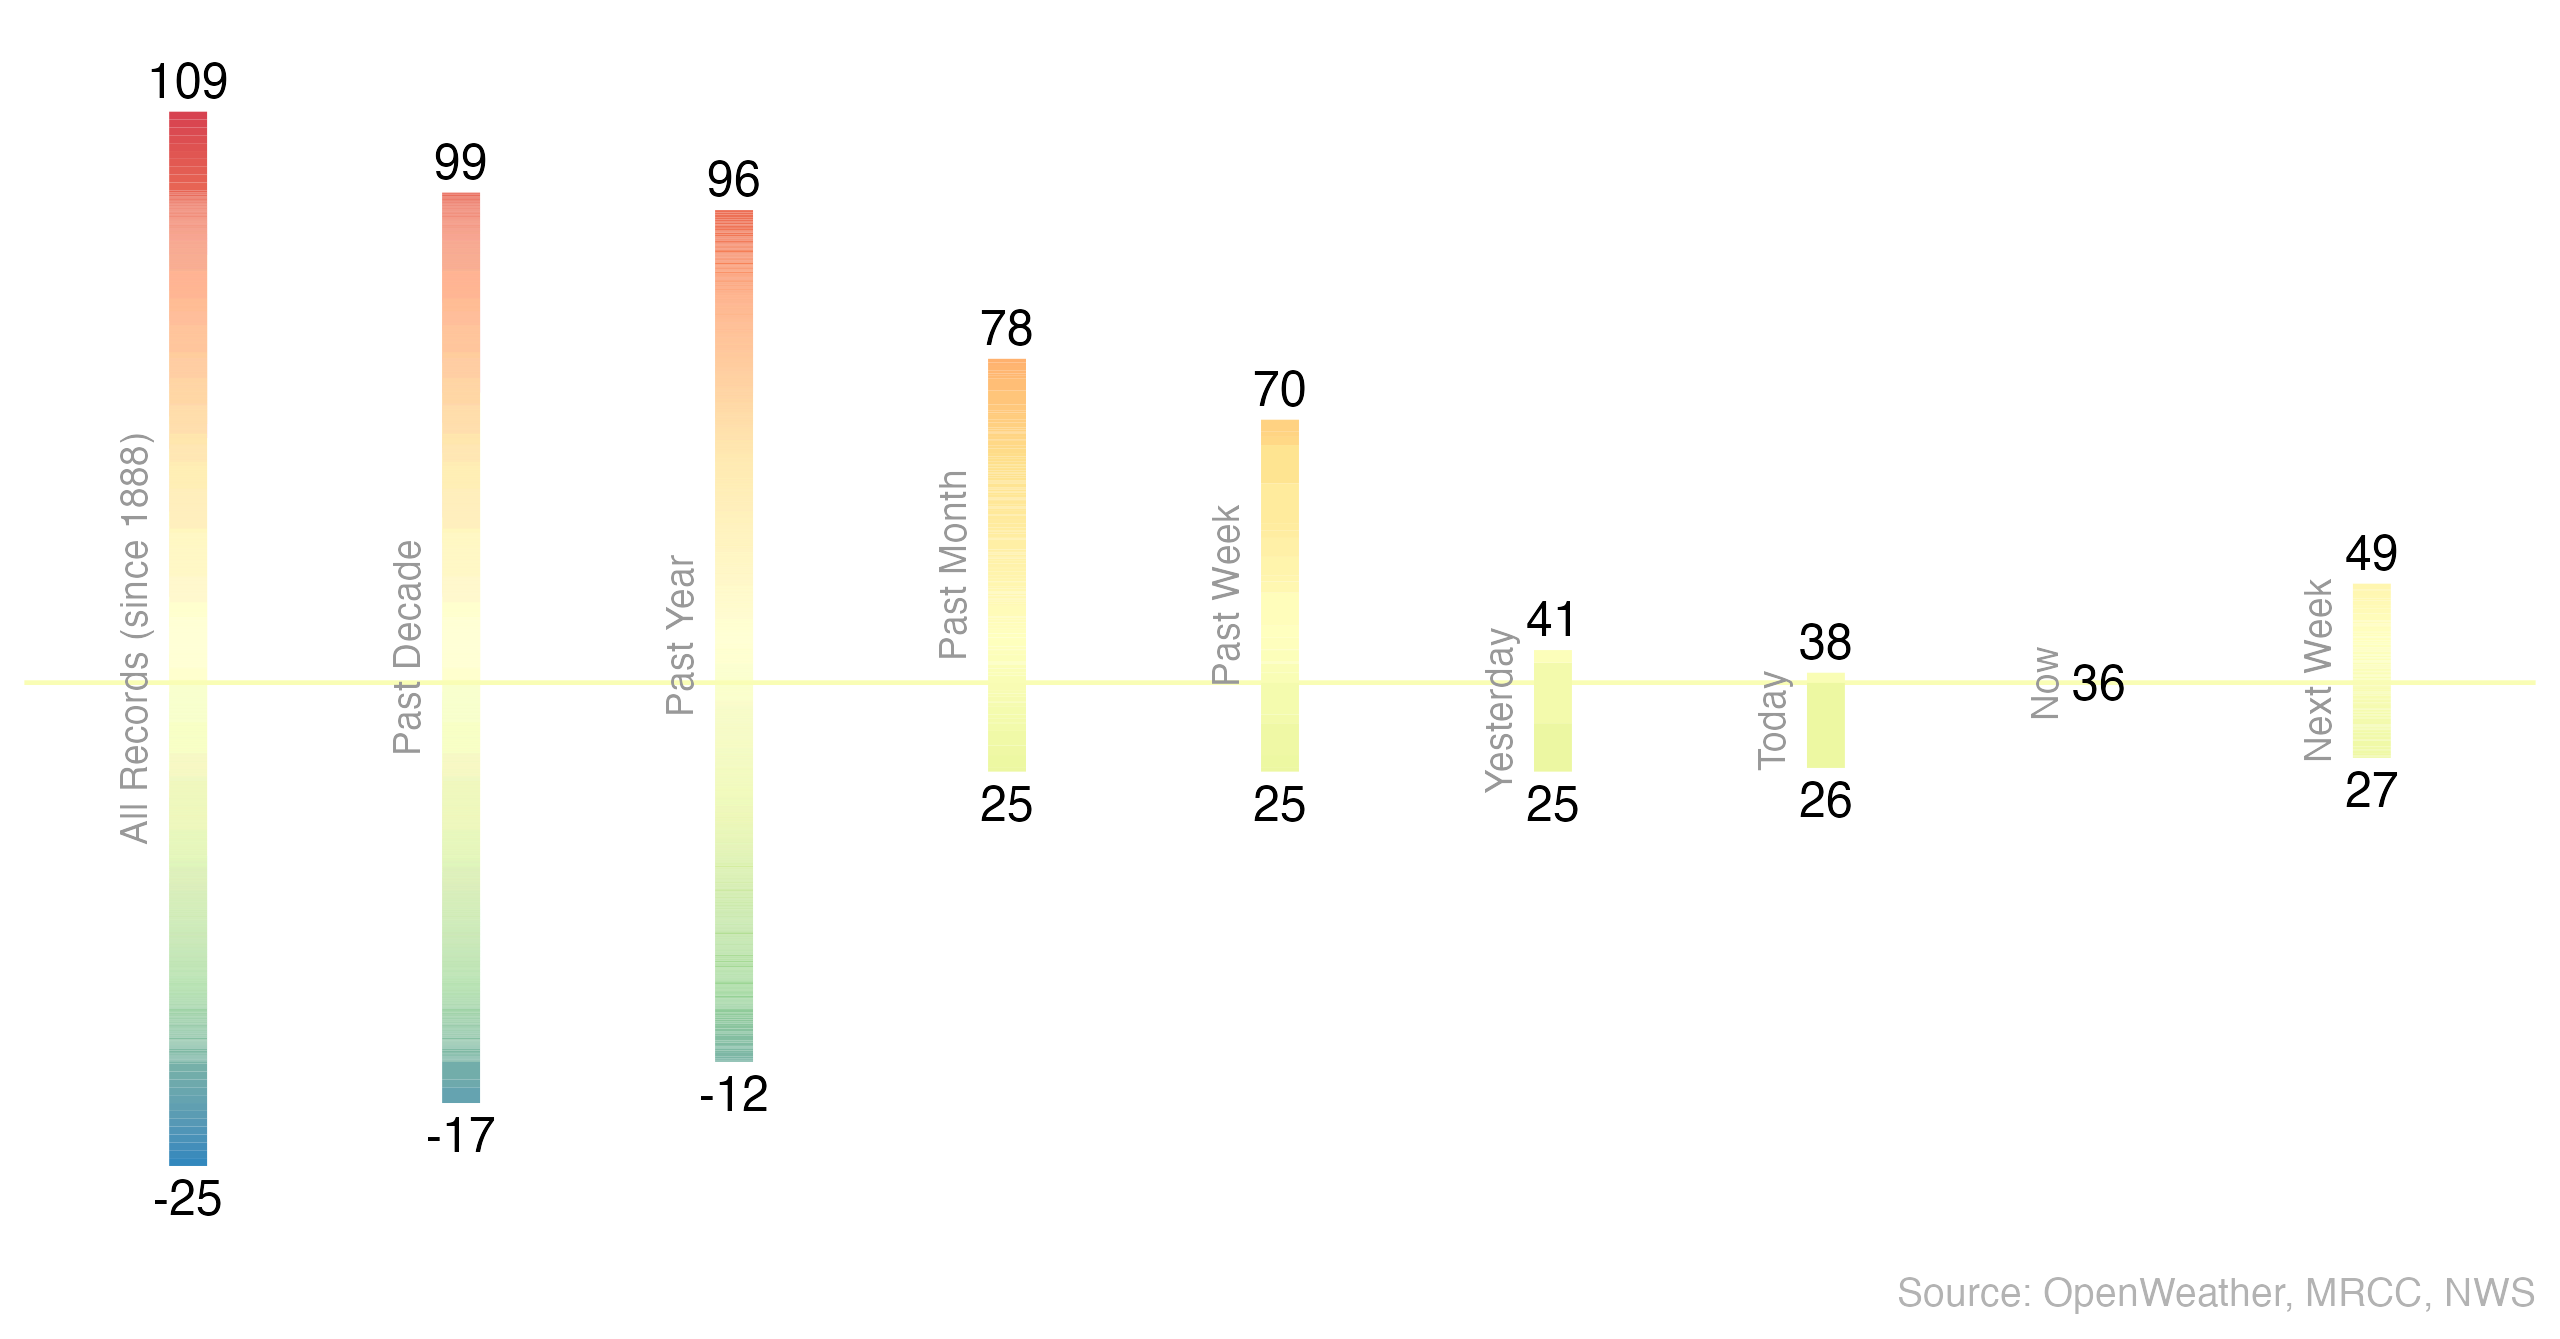 109
All Records (since 1888)
-25
99
Past Decade
-17
96
Past Year
-12
78
Past Month
25
70
Past Week
25
41
Yesterday
25
38
Today
26
Now
36
49
Next Week
27
Source: OpenWeather, MRCC, NWS